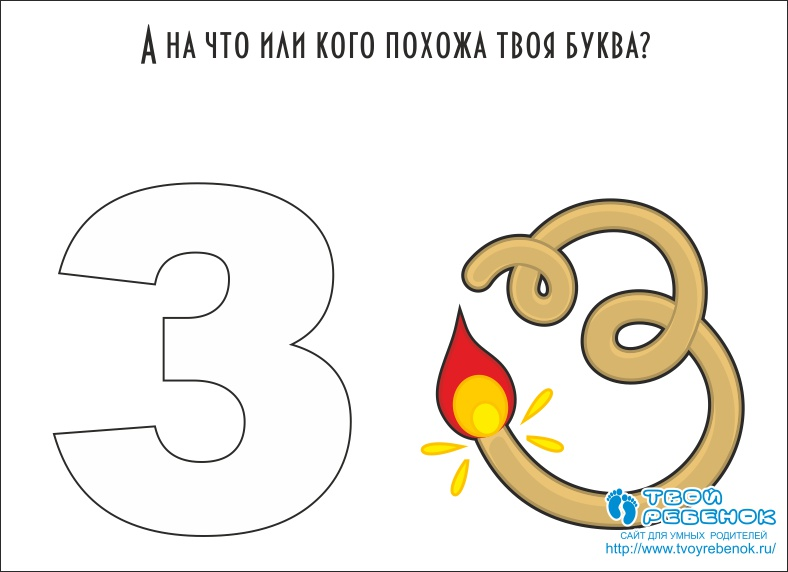 А НА ЧТО ИЛИ КОГО ПОХОЖА ТВОЯ БУКВА?
З
ТВОЙ
РЕБЕНОК
САЙТ ДЛЯ УМНЫХ РОДИТЕЛЕЙ
http://www.tvoyrebenok.ru/